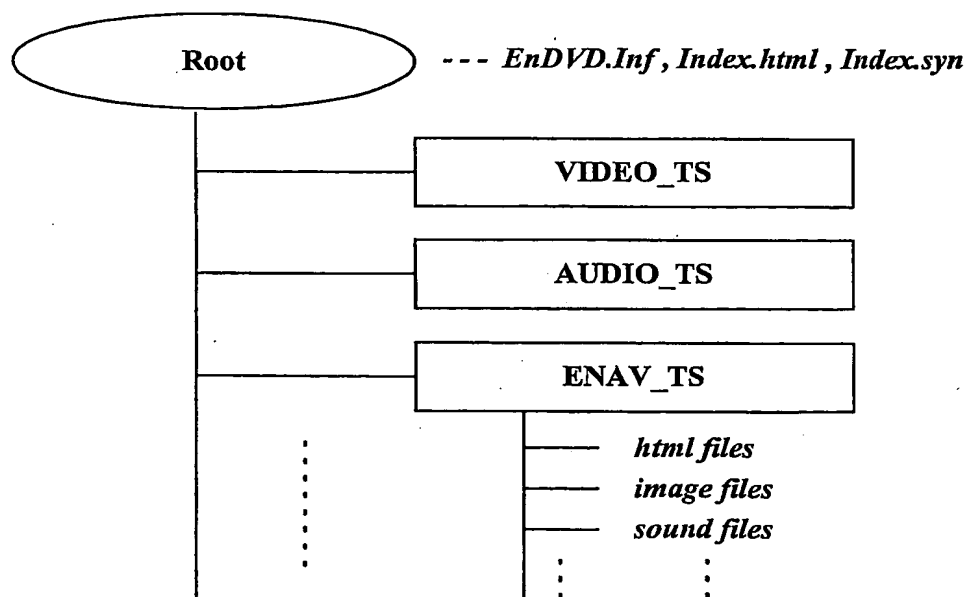 Root --- EnDVD.Inf , Index.html , Index.syn
VIDEO_TS
AUDIO_TS
ENAV_TS
html files
image files
sound files